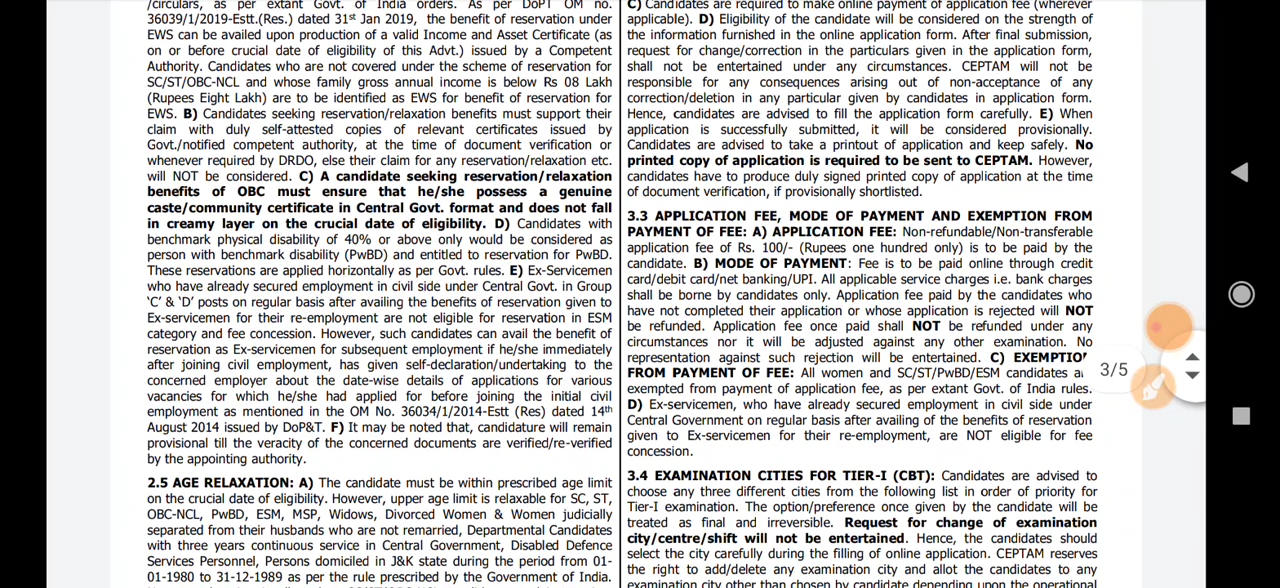 /circulars, as per extant Govt. of India orders. As per DoPT OM no.
36039/1/2019-Estt.(Res.) dated 31st Jan 2019, the benefit of reservation under
EWS can be availed upon production of a valid Income and Asset Certificate (as
on or before crucial date of eligibility of this Advt.) issued by a Competent
Authority. Candidates who are not covered under the scheme of reservation for
SC/ST/OBC-NCL and whose family gross annual income is below Rs 08 Lakh
(Rupees Eight Lakh) are to be identified as EWS for benefit of reservation for
EWS. B) Candidates seeking reservation/relaxation benefits must support their
claim with duly self-attested copies of relevant certificates issued by
Govt./notified competent authority, at the time of document verification or
whenever required by DRDO, else their claim for any reservation/relaxation etc.
will NOT be considered. C) A candidate seeking reservation/relaxation
benefits of OBC must ensure that he/she possess a genuine
caste/community certificate in Central Govt. format and does not fall
in creamy layer on the crucial date of eligibility. D) Candidates with
benchmark physical disability of 40% or above only would be considered as
person with benchmark disability (PwBD) and entitled to reservation for PwBD.
These reservations are applied horizontally as per Govt. rules. E) Ex-Servicemen
who have already secured employment in civil side under Central Govt. in Group
'C' & 'D' posts on regular basis after availing the benefits of reservation given to
Ex-servicemen for their re-employment are not eligible for reservation in ESM
category and fee concession. However, such candidates can avail the benefit of
reservation as Ex-servicemen for subsequent employment if he/she immediately
after joining civil employment, has given self-declaration/undertaking to the
concerned employer about the date-wise details of applications for various
vacancies for which he/she had applied for before joining the initial civil
employment as mentioned in the OM No. 36034/1/2014-Estt (Res) dated 14th
August 2014 issued by DoP&T. F) It may be noted that, candidature will remain
provisional till the veracity of the concerned documents are verified/re-verified
by the appointing authority.
2.5 AGE RELAXATION: A) The candidate must be within prescribed age limit
on the crucial date of eligibility. However, upper age limit is relaxable for SC, ST,
OBC-NCL, PwBD, ESM, MSP, Widows, Divorced Women & Women judicially
separated from their husbands who are not remarried, Departmental Candidates
with three years continuous service in Central Government, Disabled Defence
Services Personnel, Persons domiciled in J&K state during the period from 01-
01-1980 to 31-12-1989 as per the rule prescribed by the Government of India.
C) Candidates are required to make online payment of application fee (wherever
applicable). D) Eligibility of the candidate will be considered on the strength of
the information furnished in the online application form. After final submission,
request for change/correction in the particulars given in the application form,
shall not be entertained under any circumstances. CEPTAM will not be
responsible for any consequences arising out of non-acceptance of any
correction/deletion in any particular given by candidates in application form.
Hence, candidates are advised to fill the application form carefully. E) When
application is successfully submitted, it will be considered provisionally.
Candidates are advised to take a printout of application and keep safely. No
printed copy of application is required to be sent to CEPTAM. However,
candidates have to produce duly signed printed copy of application at the time
of document verification, if provisionally shortlisted.
3.3 APPLICATION FEE, MODE OF PAYMENT AND EXEMPTION FROM
PAYMENT OF FEE: A) APPLICATION FEE: Non-refundable/Non-transferable
application fee of Rs. 100/- (Rupees one hundred only) is to be paid by the
candidate. B) MODE OF PAYMENT: Fee is to be paid online through credit
card/debit card/net banking/UPI. All applicable service charges i.e. bank charges
shall be borne by candidates only. Application fee paid by the candidates who
have not completed their application or whose application is rejected will NOT
be refunded. Application fee once paid shall NOT be refunded under any
circumstances nor it will be adjusted against any other examination. No
representation against such rejection will be entertained. C)
FROM PAYMENT OF FEE: All women and SC/ST/PwBD/ESM candidates
exempted from payment of application fee, as per extant Govt. of India rules.
D) Ex-servicemen, who have already secured employment in civil side under
Central Government on regular basis after availing of the benefits of reservation
given to Ex-servicemen for their re-employment, are NOT eligible for fee
concession.
3.4 EXAMINATION CITIES FOR TIER-I (CBT): Candidates are advised to
choose any three different cities from the following list in order of priority for
Tier-I examination. The option/preference once given by the candidate will be
treated as final and irreversible. Request for change of examination
city/centre/shift will not be entertained. Hence, the candidates should
select the city carefully during the filling of online application. CEPTAM reserves
the right to add/delete any examination city and allot the candidates to any
examination city other than chosen by candidate depending upon the operational
3/5